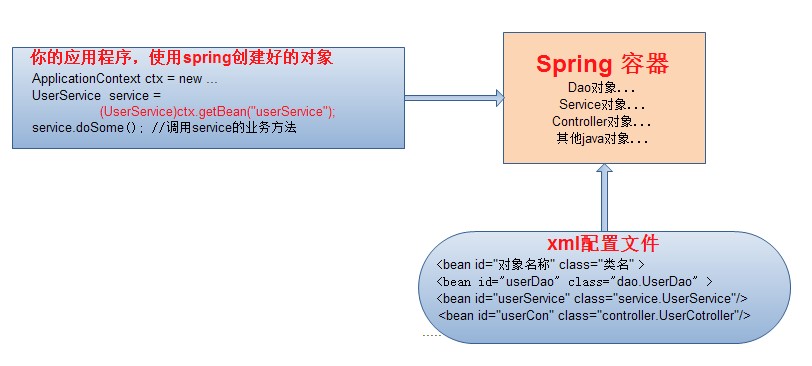 你的应用程序，使用spring创建好的对象
ApplicationContext ctx = new ...
UserService service =
(UserService)ctx.getBean("userService");
service.doSome(); //调用service的业务方法
Spring 容器
Dao对象...
Service对象...
Controller对象...
其他java对象...
xml配置文件
<bean id="对象名称" class="类名" >
<bean id="userDao" class="dao.UserDao" >
<bean id="userService" class="service.UserService"/>
<bean id="userCon" class="controller.UserCotroller"/>